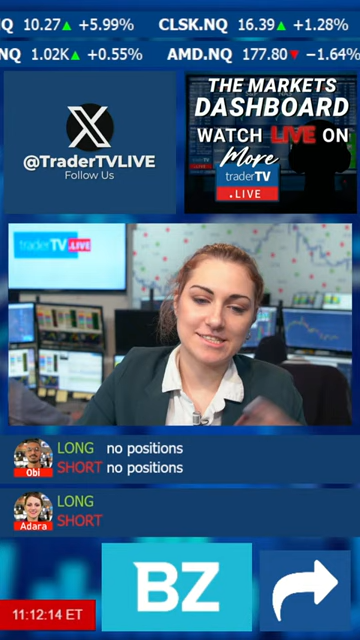 Q 10.27▲ +5.99% CLSK.NQ 16.39▲ +1.28%
NQ 1.02K▲ +0.55% AMD.NQ 177.80▼ −1.64%
X
@TraderTVLIVE
Follow Us
THE MARKETS
DASHBOARD
WATCH LIVE ON
More
traderTV
.LIVE
traderTV.LIVE
LONG no positions
SHORT no positions
Obi
LONG
SHORT
Adara
BZ
11:12:14 ET